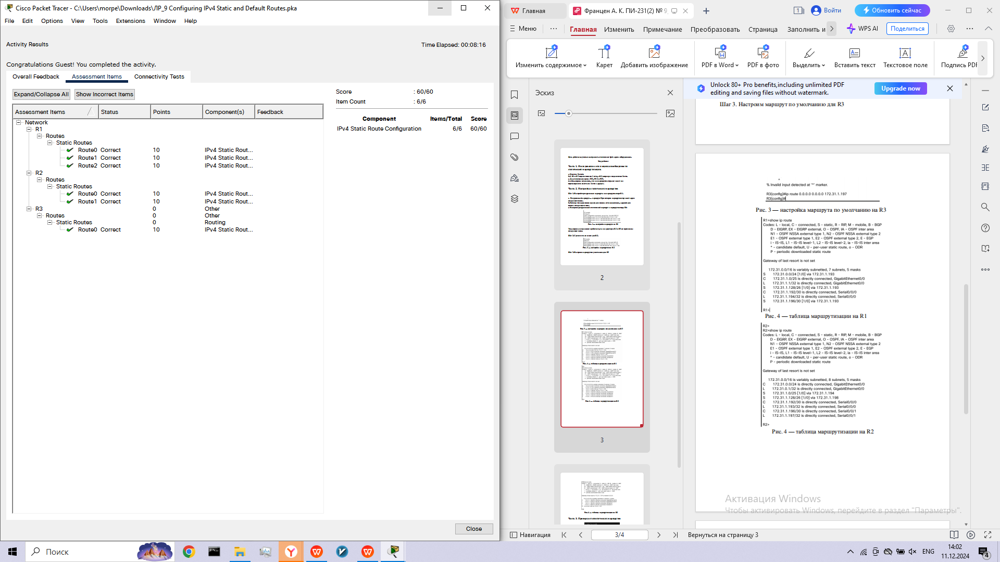 Cisco Packet Tracer - C:\Users\morpe\Downloads\ЛР_9 Configuring IPv4 Static and Default Routes.pka
File Edit Options View Tools Extensions Window Help
Activity Results
Time Elapsed: 00:08:16
Congratulations Guest! You completed the activity.
Overall Feedback Assessment Items Connectivity Tests
Expand/Collapse All Show Incorrect Items
Assessment Items Status Points Component(s) Feedback
Network
R1
Routes
Static Routes
Route0 Correct 10 IPv4 Static Rout...
Route1 Correct 10 IPv4 Static Rout...
Route2 Correct 10 IPv4 Static Rout...
R2
Routes
Static Routes
Route0 Correct 10 IPv4 Static Rout...
Route1 Correct 10 IPv4 Static Rout...
R3 0 Other
Routes 0 Other
Static Routes 0 Routing
Route0 Correct 10 IPv4 Static Rout...
Score : 60/60
Item Count : 6/6
Component Items/Total Score
IPv4 Static Route Configuration 6/6 60/60
Close
Главная
Францен А. К. ПИ-231(2) № 9
1
Войти
Обновить сейчас
Меню
Главная Изменить Примечание Преобразовать Страница Заполнить и
WPS AI
Поделиться
Изменить содержимое Карет Добавить изображение PDF в Word PDF в фото Выделить Вставить текст Текстовое поле Подпись PDF
Эскиз
Unlock 80+ Pro benefits,including unlimited PDF
editing and saving files without watermark.
Upgrade now
2
3
Шаг 3. Настроим маршрут по умолчанию для R3
^
% Invalid input detected at '^' marker.
R3(config)#ip route 0.0.0.0 0.0.0.0 172.31.1.197
R3(config)#
Рис. 3 — настройка маршрута по умолчанию на R3
R1>show ip route
Codes: L - local, C - connected, S - static, R - RIP, M - mobile, B - BGP
D - EIGRP, EX - EIGRP external, O - OSPF, IA - OSPF inter area
N1 - OSPF NSSA external type 1, N2 - OSPF NSSA external type 2
E1 - OSPF external type 1, E2 - OSPF external type 2, E - EGP
i - IS-IS, L1 - IS-IS level-1, L2 - IS-IS level-2, ia - IS-IS inter area
* - candidate default, U - per-user static route, o - ODR
P - periodic downloaded static route
Gateway of last resort is not set
172.31.0.0/16 is variably subnetted, 7 subnets, 5 masks
S 172.31.0.0/24 [1/0] via 172.31.1.193
C 172.31.1.0/25 is directly connected, GigabitEthernet0/0
L 172.31.1.1/32 is directly connected, GigabitEthernet0/0
S 172.31.1.128/26 [1/0] via 172.31.1.193
C 172.31.1.192/30 is directly connected, Serial0/0/0
L 172.31.1.194/32 is directly connected, Serial0/0/0
S 172.31.1.196/30 [1/0] via 172.31.1.193
R1>
Рис. 4 — таблица маршрутизации на R1
R2>
R2>show ip route
Codes: L - local, C - connected, S - static, R - RIP, M - mobile, B - BGP
D - EIGRP, EX - EIGRP external, O - OSPF, IA - OSPF inter area
N1 - OSPF NSSA external type 1, N2 - OSPF NSSA external type 2
E1 - OSPF external type 1, E2 - OSPF external type 2, E - EGP
i - IS-IS, L1 - IS-IS level-1, L2 - IS-IS level-2, ia - IS-IS inter area
* - candidate default, U - per-user static route, o - ODR
P - periodic downloaded static route
Gateway of last resort is not set
172.31.0.0/16 is variably subnetted, 8 subnets, 5 masks
C 172.31.0.0/24 is directly connected, GigabitEthernet0/0
L 172.31.0.1/32 is directly connected, GigabitEthernet0/0
S 172.31.1.0/25 [1/0] via 172.31.1.194
S 172.31.1.128/26 [1/0] via 172.31.1.198
C 172.31.1.192/30 is directly connected, Serial0/0/0
L 172.31.1.193/32 is directly connected, Serial0/0/0
C 172.31.1.196/30 is directly connected, Serial0/0/1
L 172.31.1.197/32 is directly connected, Serial0/0/1
R2>
Рис. 4 — таблица маршрутизации на R2
Активация Windows
Чтобы активировать Windows, перейдите в раздел "Параметры".
Навигация
3/4
Вернуться на страницу 3
Поиск
ENG
14:02
11.12.2024
4